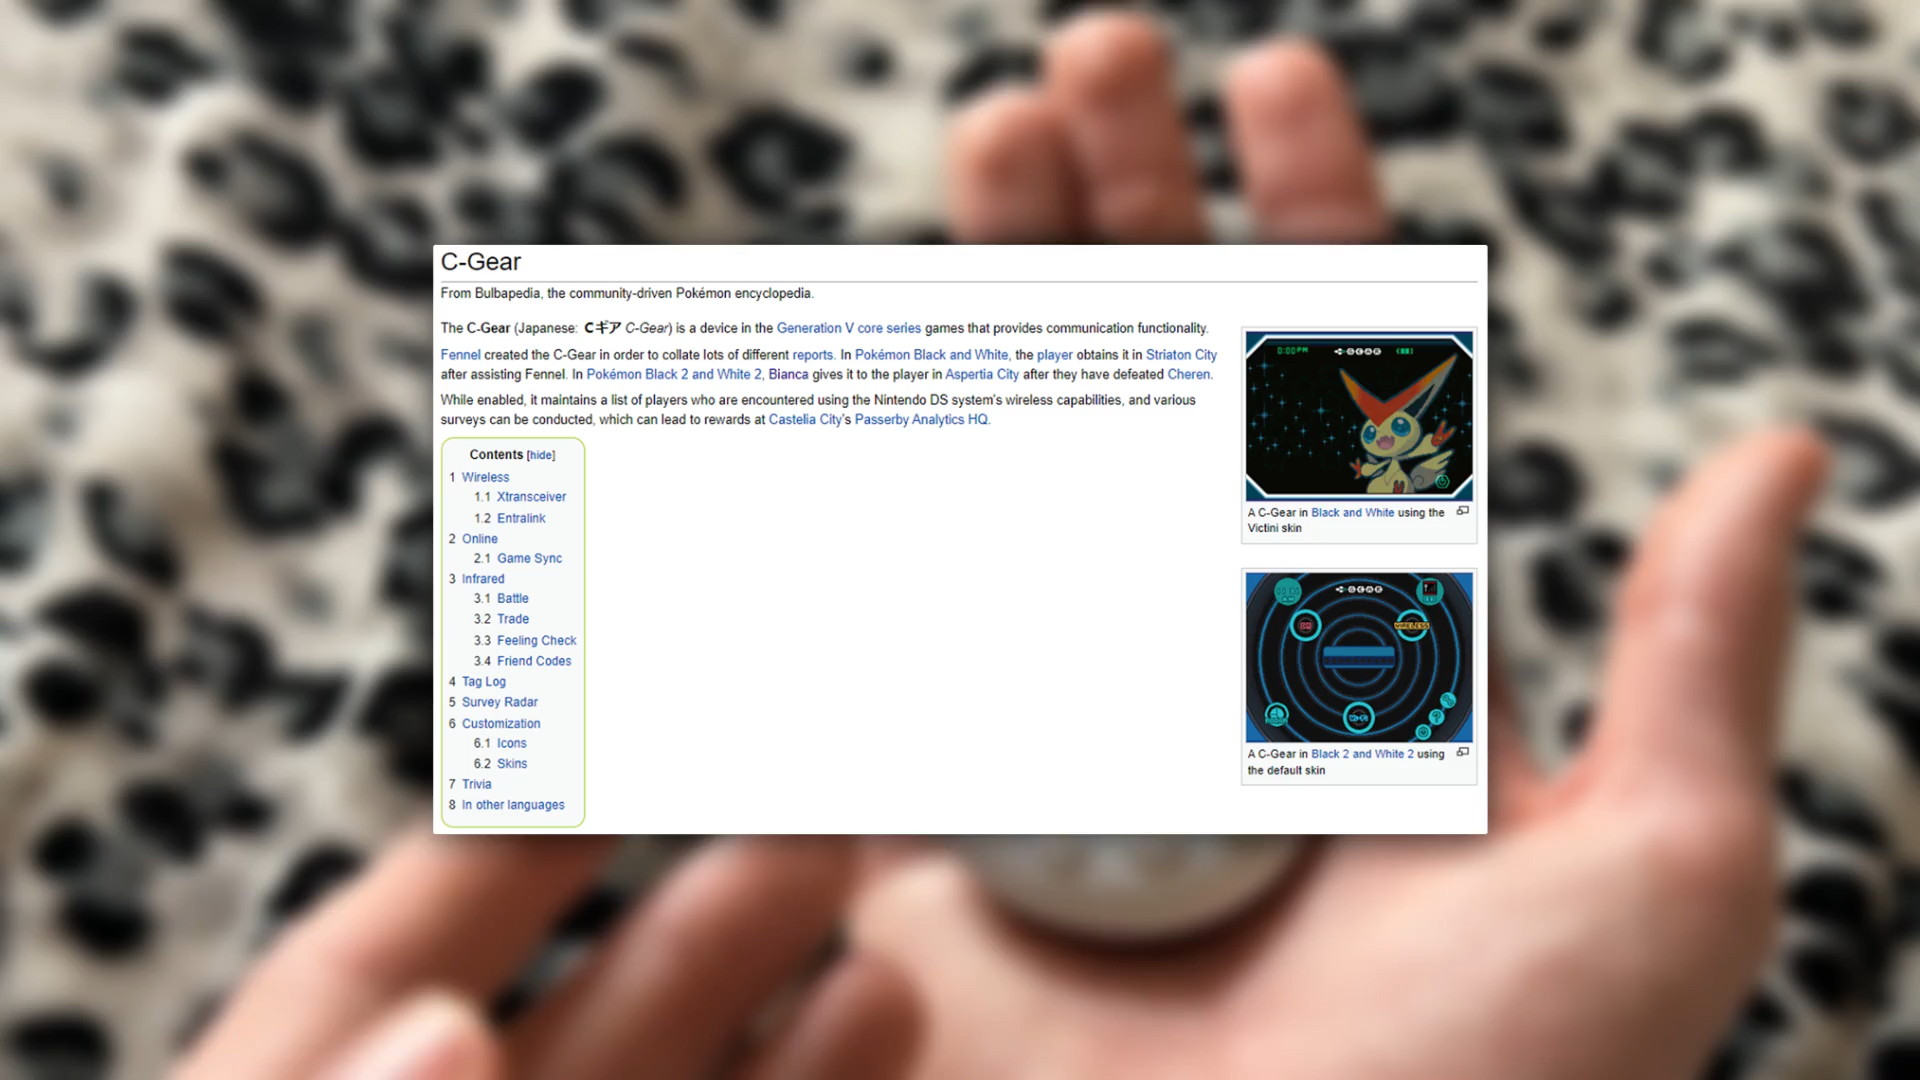 C-Gear
From Bulbapedia, the community-driven Pokémon encyclopedia.
The C-Gear (Japanese: Cギア C-Gear) is a device in the Generation V core series games that provides communication functionality.
Fennel created the C-Gear in order to collate lots of different reports. In Pokémon Black and White, the player obtains it in Striaton City
after assisting Fennel. In Pokémon Black 2 and White 2, Bianca gives it to the player in Aspertia City after they have defeated Cheren.
While enabled, it maintains a list of players who are encountered using the Nintendo DS system's wireless capabilities, and various
surveys can be conducted, which can lead to rewards at Castelia City's Passerby Analytics HQ.
Contents [hide]
1 Wireless
1.1 Xtransceiver
1.2 Entralink
2 Online
2.1 Game Sync
3 Infrared
3.1 Battle
3.2 Trade
3.3 Feeling Check
3.4 Friend Codes
4 Tag Log
5 Survey Radar
6 Customization
6.1 Icons
6.2 Skins
7 Trivia
8 In other languages
0:00PM C-GEAR
A C-Gear in Black and White using the
Victini skin
C-GEAR
IR
WIRELESS
Wi-Fi
A C-Gear in Black 2 and White 2 using
the default skin